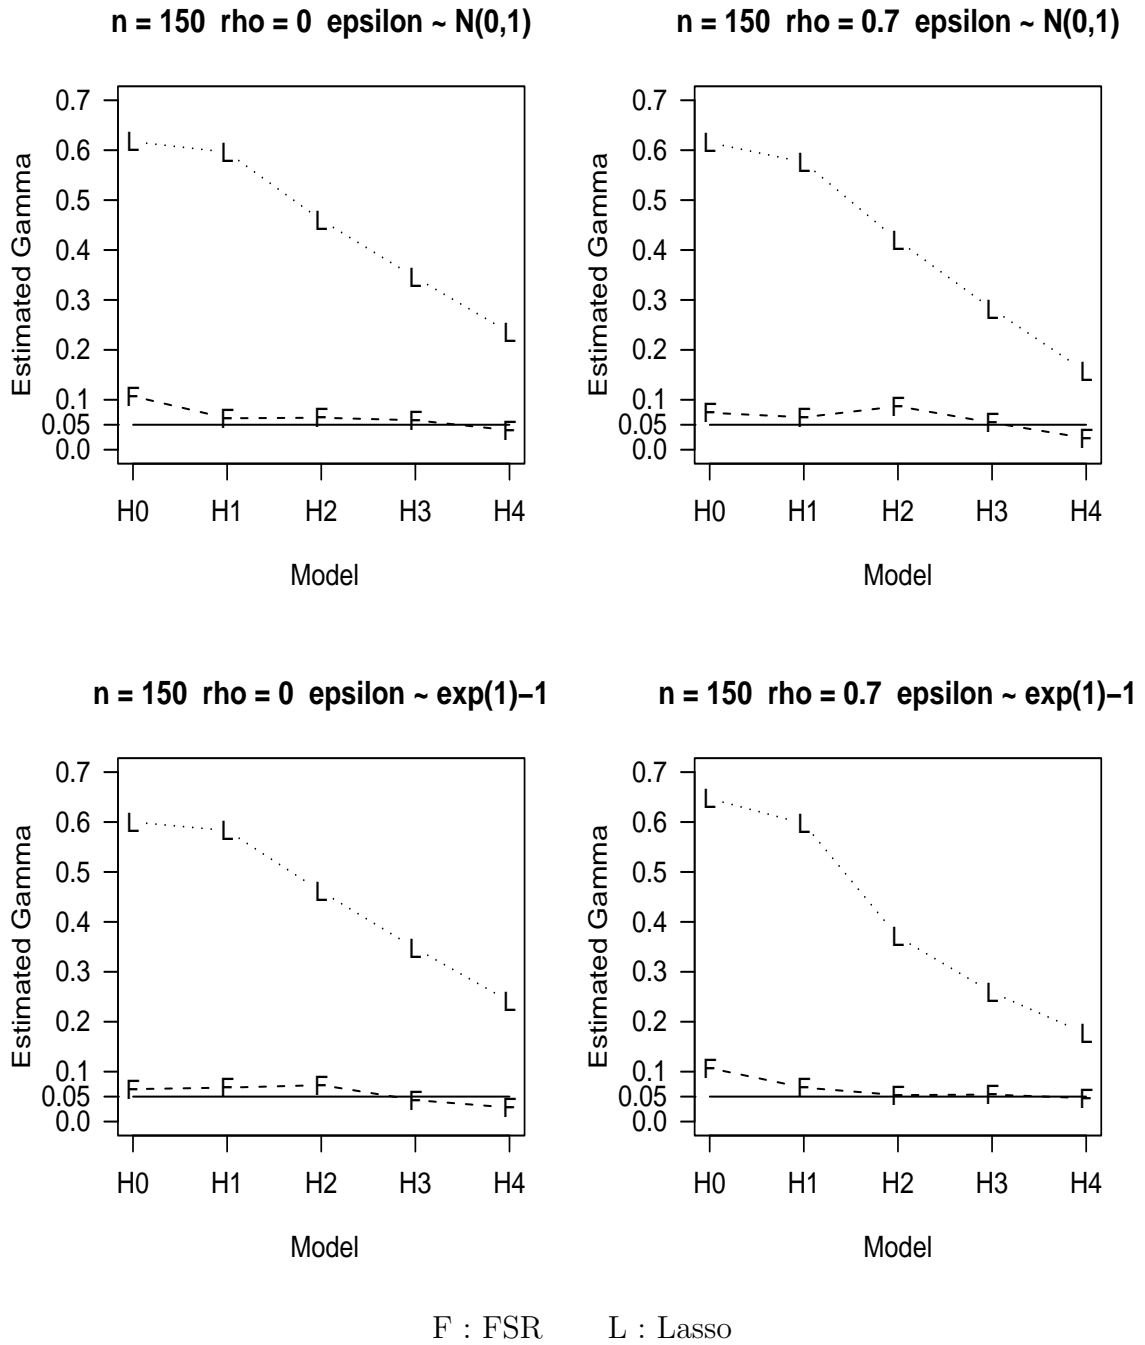 n = 150 rho = 0 epsilon ~ N(0,1)
Estimated Gamma
0.7
0.6
0.5
0.4
0.3
0.2
0.1
0.05
0.0
L L L L L
F F F F F
H0 H1 H2 H3 H4
Model
n = 150 rho = 0.7 epsilon ~ N(0,1)
Estimated Gamma
0.7
0.6
0.5
0.4
0.3
0.2
0.1
0.05
0.0
L L L L L
F F F F F
H0 H1 H2 H3 H4
Model
n = 150 rho = 0 epsilon ~ exp(1)−1
Estimated Gamma
0.7
0.6
0.5
0.4
0.3
0.2
0.1
0.05
0.0
L L L L L
F F F F F
H0 H1 H2 H3 H4
Model
n = 150 rho = 0.7 epsilon ~ exp(1)−1
Estimated Gamma
0.7
0.6
0.5
0.4
0.3
0.2
0.1
0.05
0.0
L L L L L
F F F F F
H0 H1 H2 H3 H4
Model
F : FSR L : Lasso